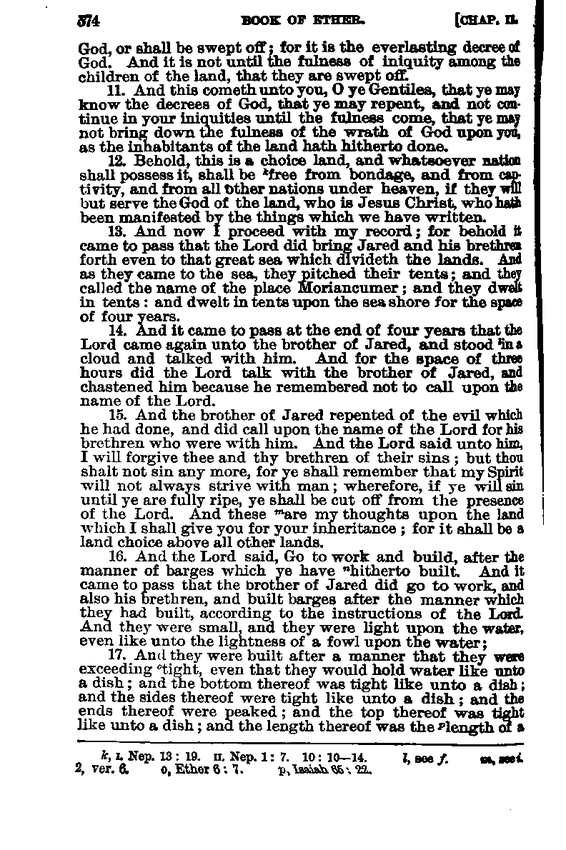 574 BOOK OF ETHER. [CHAP. II.
God, or shall be swept off; for it is the everlasting decree of
God. And it is not until the fulness of iniquity among the
children of the land, that they are swept off.
11. And this cometh unto you, O ye Gentiles, that ye may
know the decrees of God, that ye may repent, and not con-
tinue in your iniquities until the fulness come, that ye may
not bring down the fulness of the wrath of God upon you,
as the inhabitants of the land hath hitherto done.
12. Behold, this is a choice land, and whatsoever nation
shall possess it, shall be ᵏfree from bondage, and from cap-
tivity, and from all other nations under heaven, if they will
but serve the God of the land, who is Jesus Christ, who hath
been manifested by the things which we have written.
13. And now I proceed with my record; for behold it
came to pass that the Lord did bring Jared and his brethren
forth even to that great sea which divideth the lands. And
as they came to the sea, they pitched their tents; and they
called the name of the place Moriancumer; and they dwelt
in tents: and dwelt in tents upon the sea shore for the space
of four years.
14. And it came to pass at the end of four years that the
Lord came again unto the brother of Jared, and stood ˡin a
cloud and talked with him. And for the space of three
hours did the Lord talk with the brother of Jared, and
chastened him because he remembered not to call upon the
name of the Lord.
15. And the brother of Jared repented of the evil which
he had done, and did call upon the name of the Lord for his
brethren who were with him. And the Lord said unto him,
I will forgive thee and thy brethren of their sins; but thou
shalt not sin any more, for ye shall remember that my Spirit
will not always strive with man; wherefore, if ye will sin
until ye are fully ripe, ye shall be cut off from the presence
of the Lord. And these ᵐare my thoughts upon the land
which I shall give you for your inheritance; for it shall be a
land choice above all other lands.
16. And the Lord said, Go to work and build, after the
manner of barges which ye have ⁿhitherto built. And it
came to pass that the brother of Jared did go to work, and
also his brethren, and built barges after the manner which
they had built, according to the instructions of the Lord.
And they were small, and they were light upon the water,
even like unto the lightness of a fowl upon the water;
17. And they were built after a manner that they were
exceeding ᵒtight, even that they would hold water like unto
a dish; and the bottom thereof was tight like unto a dish;
and the sides thereof were tight like unto a dish; and the
ends thereof were peaked; and the top thereof was tight
like unto a dish; and the length thereof was the ᵖlength of a
k, I. Nep. 13: 19. II. Nep. 1: 7. 10: 10—14. l, see f. m, see i.
2, ver. 6. o, Ether 6: 7. p, Isaiah 65: 22.